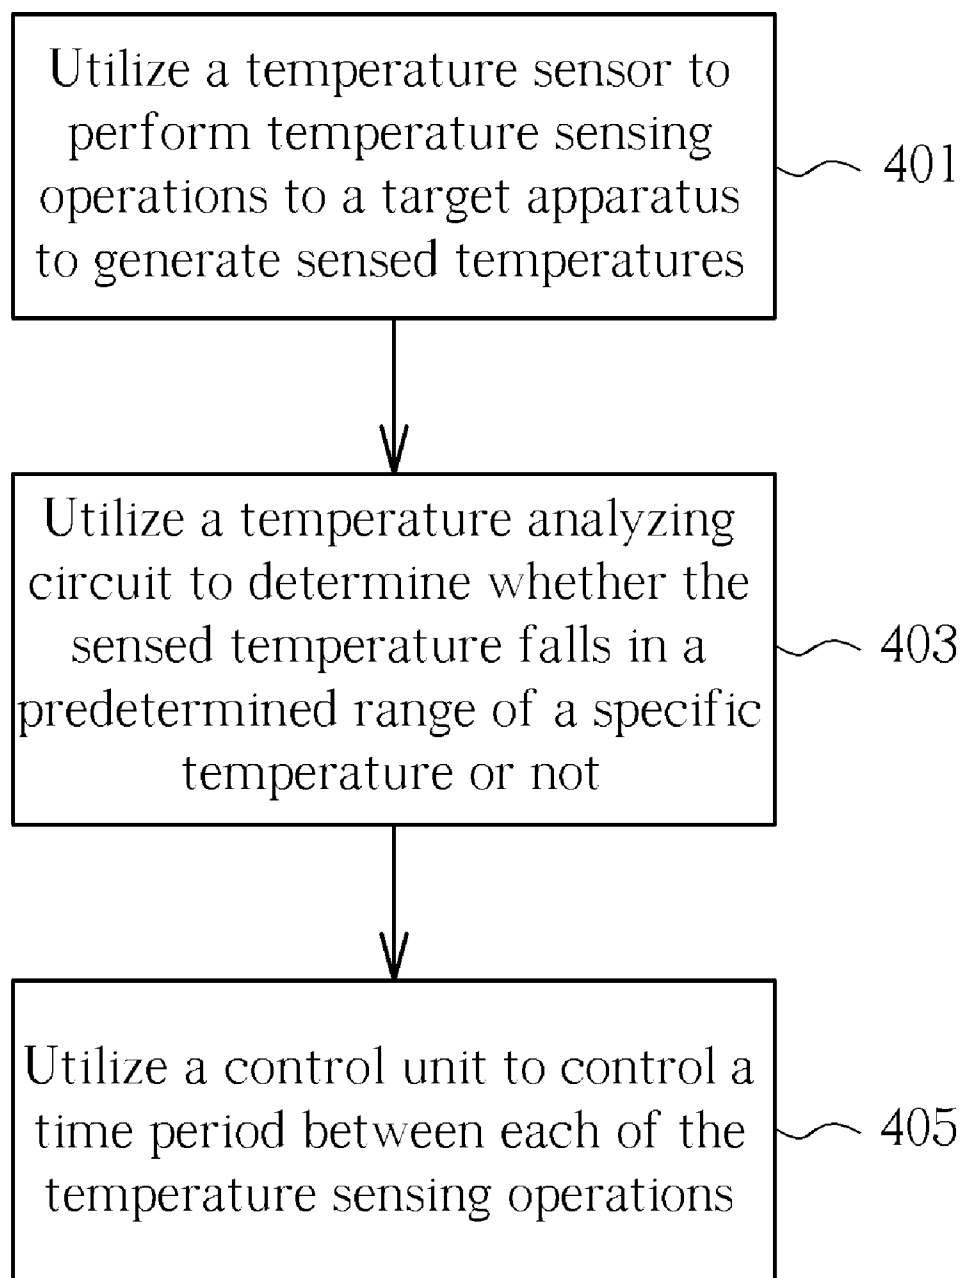 Utilize a temperature sensor to
perform temperature sensing
operations to a target apparatus
to generate sensed temperatures
401
Utilize a temperature analyzing
circuit to determine whether the
sensed temperature falls in a
predetermined range of a specific
temperature or not
403
Utilize a control unit to control a
time period between each of the
temperature sensing operations
405